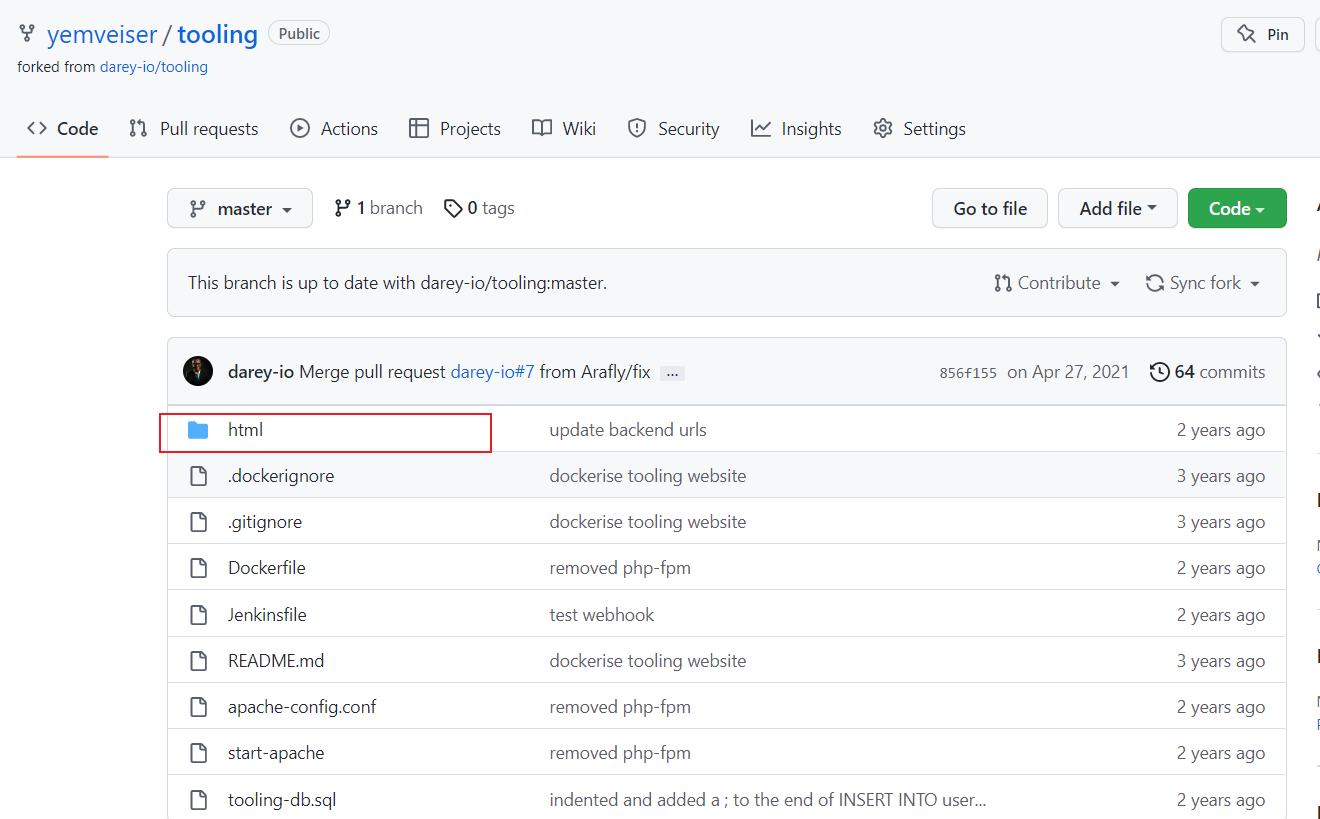 yemveiser / tooling Public Pin
forked from darey-io/tooling
Code Pull requests Actions Projects Wiki Security Insights Settings
master 1 branch 0 tags Go to file Add file Code
This branch is up to date with darey-io/tooling:master. Contribute Sync fork
darey-io Merge pull request darey-io#7 from Arafly/fix ... 856f155 on Apr 27, 2021 64 commits
html update backend urls 2 years ago
.dockerignore dockerise tooling website 3 years ago
.gitignore dockerise tooling website 3 years ago
Dockerfile removed php-fpm 2 years ago
Jenkinsfile test webhook 2 years ago
README.md dockerise tooling website 3 years ago
apache-config.conf removed php-fpm 2 years ago
start-apache removed php-fpm 2 years ago
tooling-db.sql indented and added a ; to the end of INSERT INTO user... 2 years ago